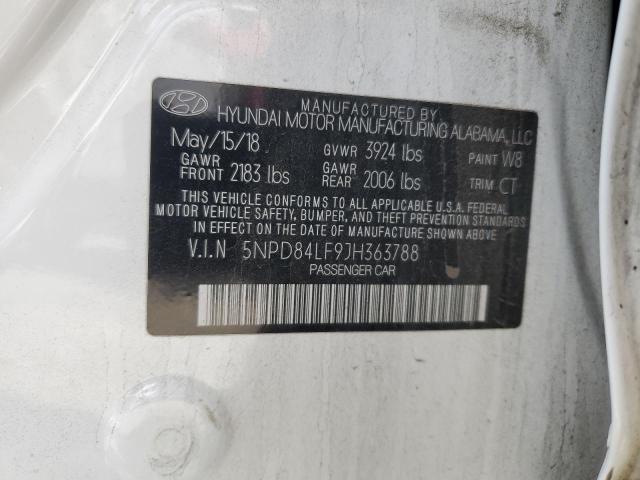 MANUFACTURED BY
HYUNDAI MOTOR MANUFACTURING ALABAMA, LLC
May/15/18 GVWR 3924 lbs PAINT W8
GAWR FRONT 2183 lbs GAWR REAR 2006 lbs TRIM CT
THIS VEHICLE CONFORMS TO ALL APPLICABLE U.S.A. FEDERAL
MOTOR VEHICLE SAFETY, BUMPER, AND THEFT PREVENTION STANDARDS
IN EFFECT ON THE DATE OF MANUFACTURE SHOWN ABOVE.
V.I.N 5NPD84LF9JH363788
PASSENGER CAR